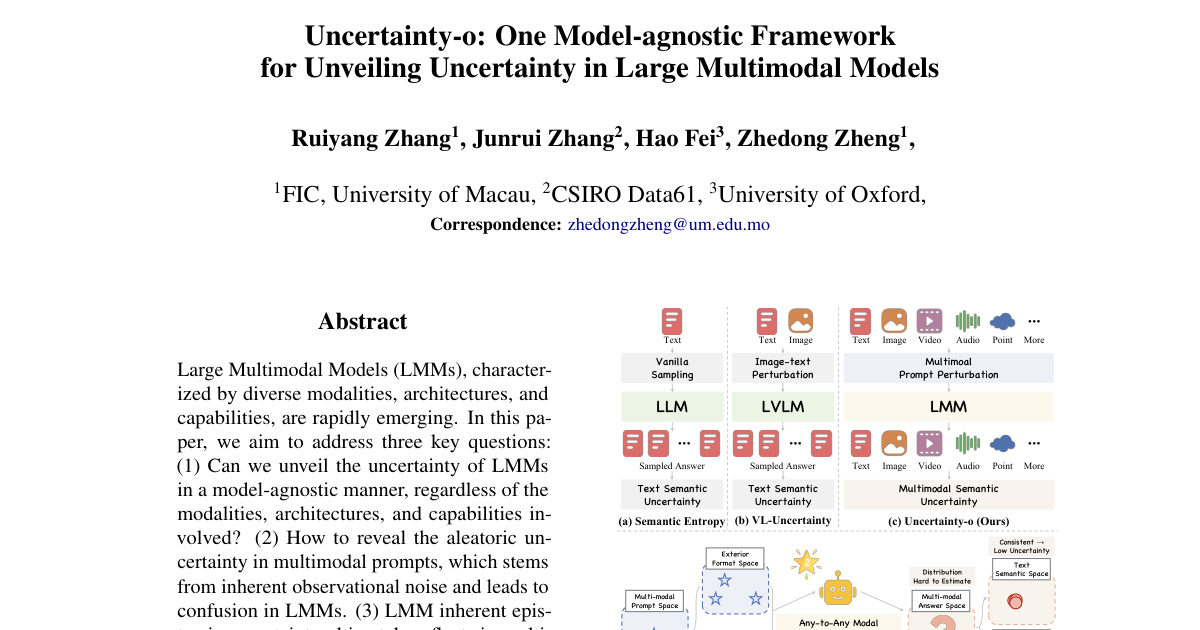 Uncertainty-o: One Model-agnostic Framework
for Unveiling Uncertainty in Large Multimodal Models
Ruiyang Zhang1, Junrui Zhang2, Hao Fei3, Zhedong Zheng1,
1FIC, University of Macau, 2CSIRO Data61, 3University of Oxford,
Correspondence: zhedongzheng@um.edu.mo
Abstract
Large Multimodal Models (LMMs), character-
ized by diverse modalities, architectures, and
capabilities, are rapidly emerging. In this pa-
per, we aim to address three key questions:
(1) Can we unveil the uncertainty of LMMs
in a model-agnostic manner, regardless of the
modalities, architectures, and capabilities in-
volved? (2) How to reveal the aleatoric un-
certainty in multimodal prompts, which stems
from inherent observational noise and leads to
confusion in LMMs. (3) LMM inherent epis-
Text
Text Image
Text Image Video Audio Point More
Vanilla
Sampling
Image-text
Perturbation
Multimoal
Prompt Perturbation
LLM
LVLM
LMM
Sampled Answer
Sampled Answer
Text Image Video Audio Point More
Text Semantic
Uncertainty
Text Semantic
Uncertainty
Multimodal Semantic
Uncertainty
(a) Semantic Entropy
(b) VL-Uncertainty
(c) Uncertainty-o (Ours)
Multi-modal
Prompt Space
Exterior
Format Space
Any-to-Any Modal
Distribution
Hard to Estimate
Multi-modal
Answer Space
?
Consistent →
Low Uncertainty
Text
Semantic Space